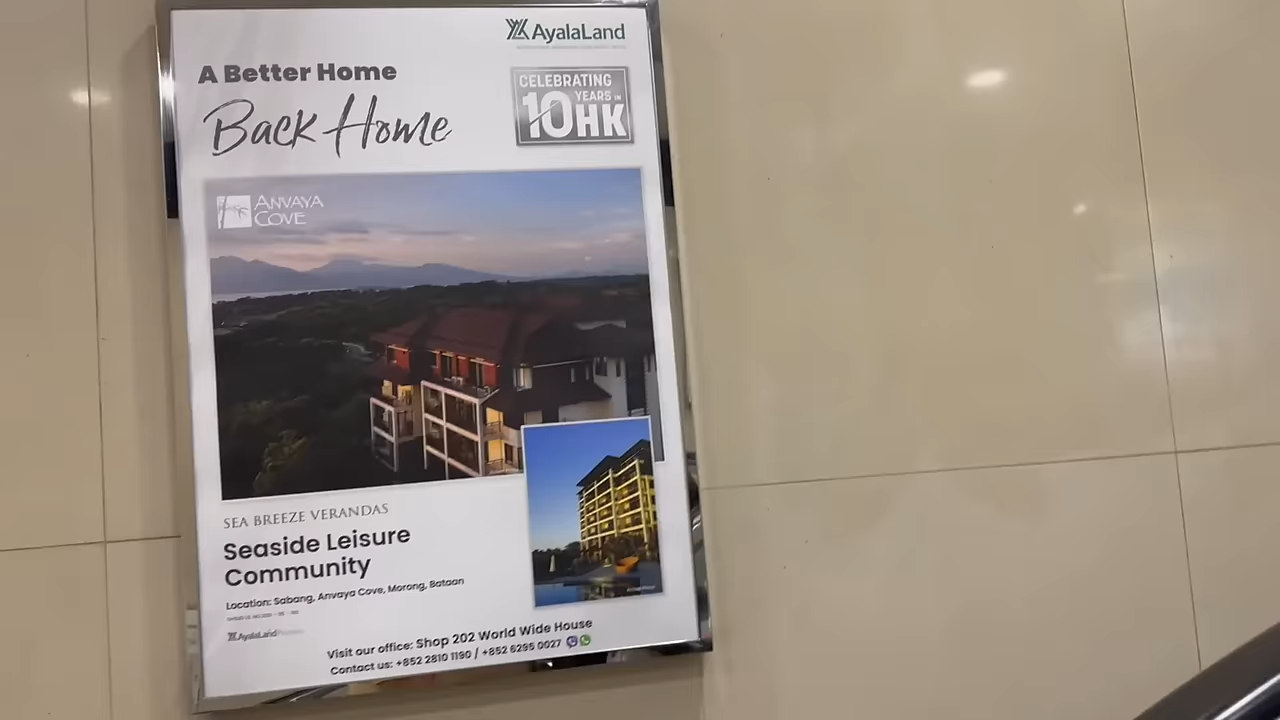 AyalaLand
A Better Home
Back Home
CELEBRATING
10 YEARS IN
HK
ANVAYA
COVE
SEA BREEZE VERANDAS
Seaside Leisure
Community
Location: Sabang, Anvaya Cove, Morong, Bataan
AyalaLand
Visit our office: Shop 202 World Wide House
Contact us: +852 2810 1190 / +852 6295 0027